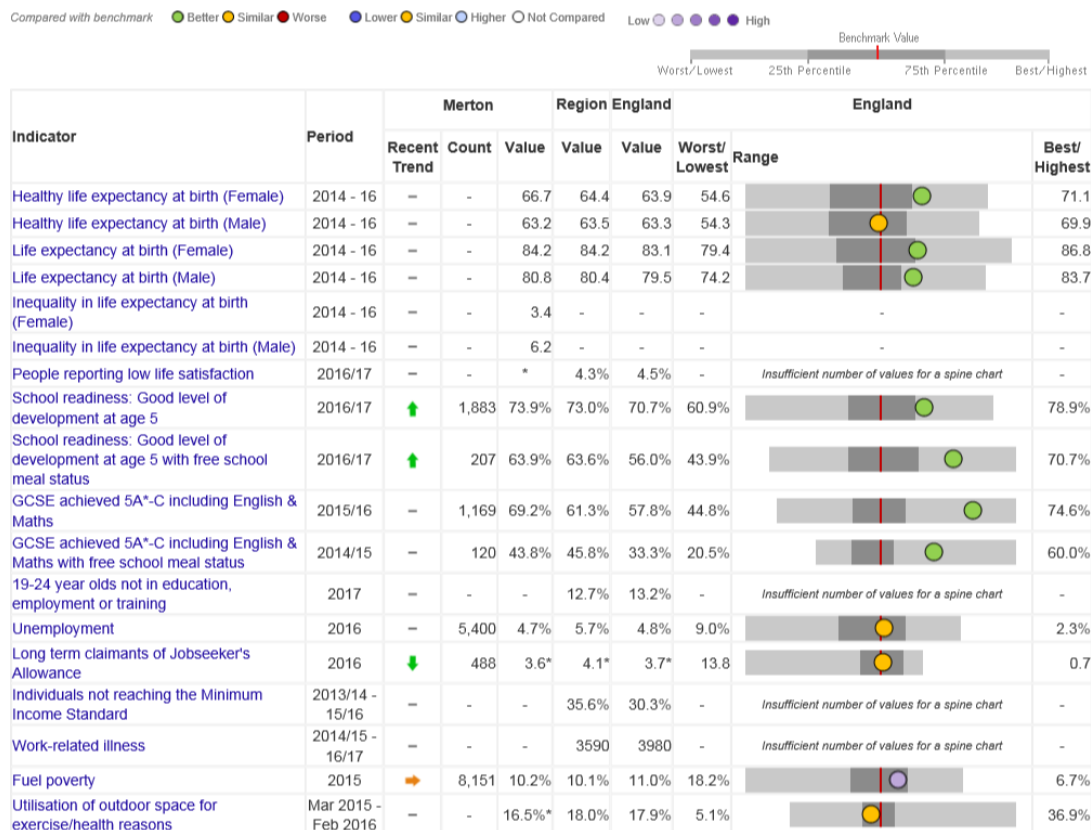 Compared with benchmark Better Similar Worse Lower Similar Higher Not Compared Low High
Benchmark Value
Worst/Lowest 25th Percentile 75th Percentile Best/Highest
Indicator Period Merton Region England England
Recent Trend Count Value Value Value Worst/ Lowest Range Best/ Highest
Healthy life expectancy at birth (Female) 2014 - 16 – - 66.7 64.4 63.9 54.6 71.1
Healthy life expectancy at birth (Male) 2014 - 16 – - 63.2 63.5 63.3 54.3 69.9
Life expectancy at birth (Female) 2014 - 16 – - 84.2 84.2 83.1 79.4 86.8
Life expectancy at birth (Male) 2014 - 16 – - 80.8 80.4 79.5 74.2 83.7
Inequality in life expectancy at birth
(Female) 2014 - 16 – - 3.4 - - - - -
Inequality in life expectancy at birth (Male) 2014 - 16 – - 6.2 - - - - -
People reporting low life satisfaction 2016/17 – - * 4.3% 4.5% - Insufficient number of values for a spine chart -
School readiness: Good level of
development at age 5 2016/17 1,883 73.9% 73.0% 70.7% 60.9% 78.9%
School readiness: Good level of
development at age 5 with free school
meal status 2016/17 207 63.9% 63.6% 56.0% 43.9% 70.7%
GCSE achieved 5A*-C including English &
Maths 2015/16 – 1,169 69.2% 61.3% 57.8% 44.8% 74.6%
GCSE achieved 5A*-C including English &
Maths with free school meal status 2014/15 – 120 43.8% 45.8% 33.3% 20.5% 60.0%
19-24 year olds not in education,
employment or training 2017 – - - 12.7% 13.2% - Insufficient number of values for a spine chart -
Unemployment 2016 – 5,400 4.7% 5.7% 4.8% 9.0% 2.3%
Long term claimants of Jobseeker's
Allowance 2016 488 3.6* 4.1* 3.7* 13.8 0.7
Individuals not reaching the Minimum
Income Standard 2013/14 - 15/16 – - - 35.6% 30.3% - Insufficient number of values for a spine chart -
Work-related illness 2014/15 - 16/17 – - - 3590 3980 - Insufficient number of values for a spine chart -
Fuel poverty 2015 8,151 10.2% 10.1% 11.0% 18.2% 6.7%
Utilisation of outdoor space for
exercise/health reasons Mar 2015 - Feb 2016 – - 16.5%* 18.0% 17.9% 5.1% 36.9%